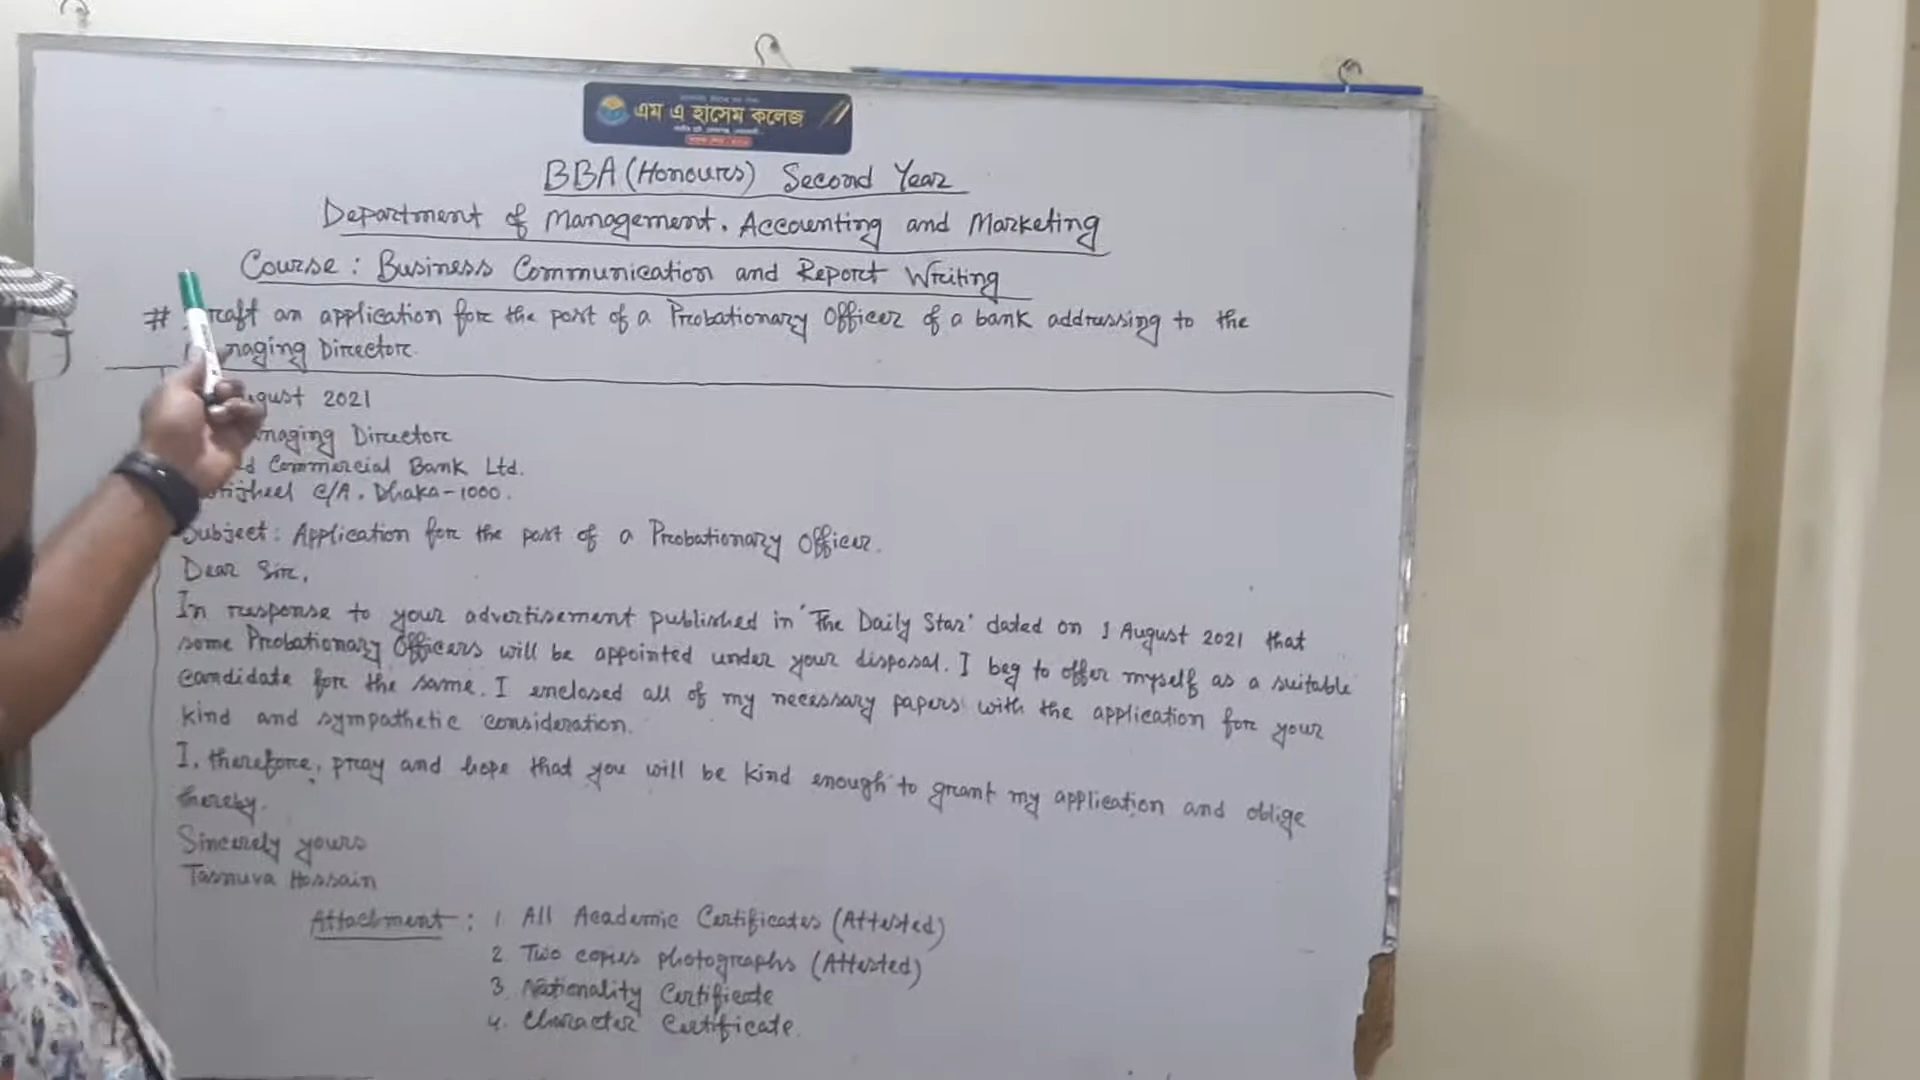 এম এ হাসেম কলেজ
BBA (Honours) Second Year
Department of Management, Accounting and Marketing
Course: Business Communication and Report Writing
# an application for the post of a Probationary Officer of a bank addressing to the
Director.
2021
Director
Commercial Bank Ltd.
C/A, Dhaka-1000.
Subject: Application for the post of a Probationary Officer.
Dear Sir,
In response to your advertisement published in 'The Daily Star' dated on 1 August 2021 that
some Probationary Officers will be appointed under your disposal. I beg to offer myself as a suitable
candidate for the same. I enclosed all of my necessary papers with the application for your
kind and sympathetic consideration.
I, therefore, pray and hope that you will be kind enough to grant my application and oblige
thereby.
Sincerely yours
Tasnuva Hossain
Attachment: 1. All Academic Certificates (Attested)
2. Two copies photographs (Attested)
3. Nationality Certificate
4. Character Certificate.